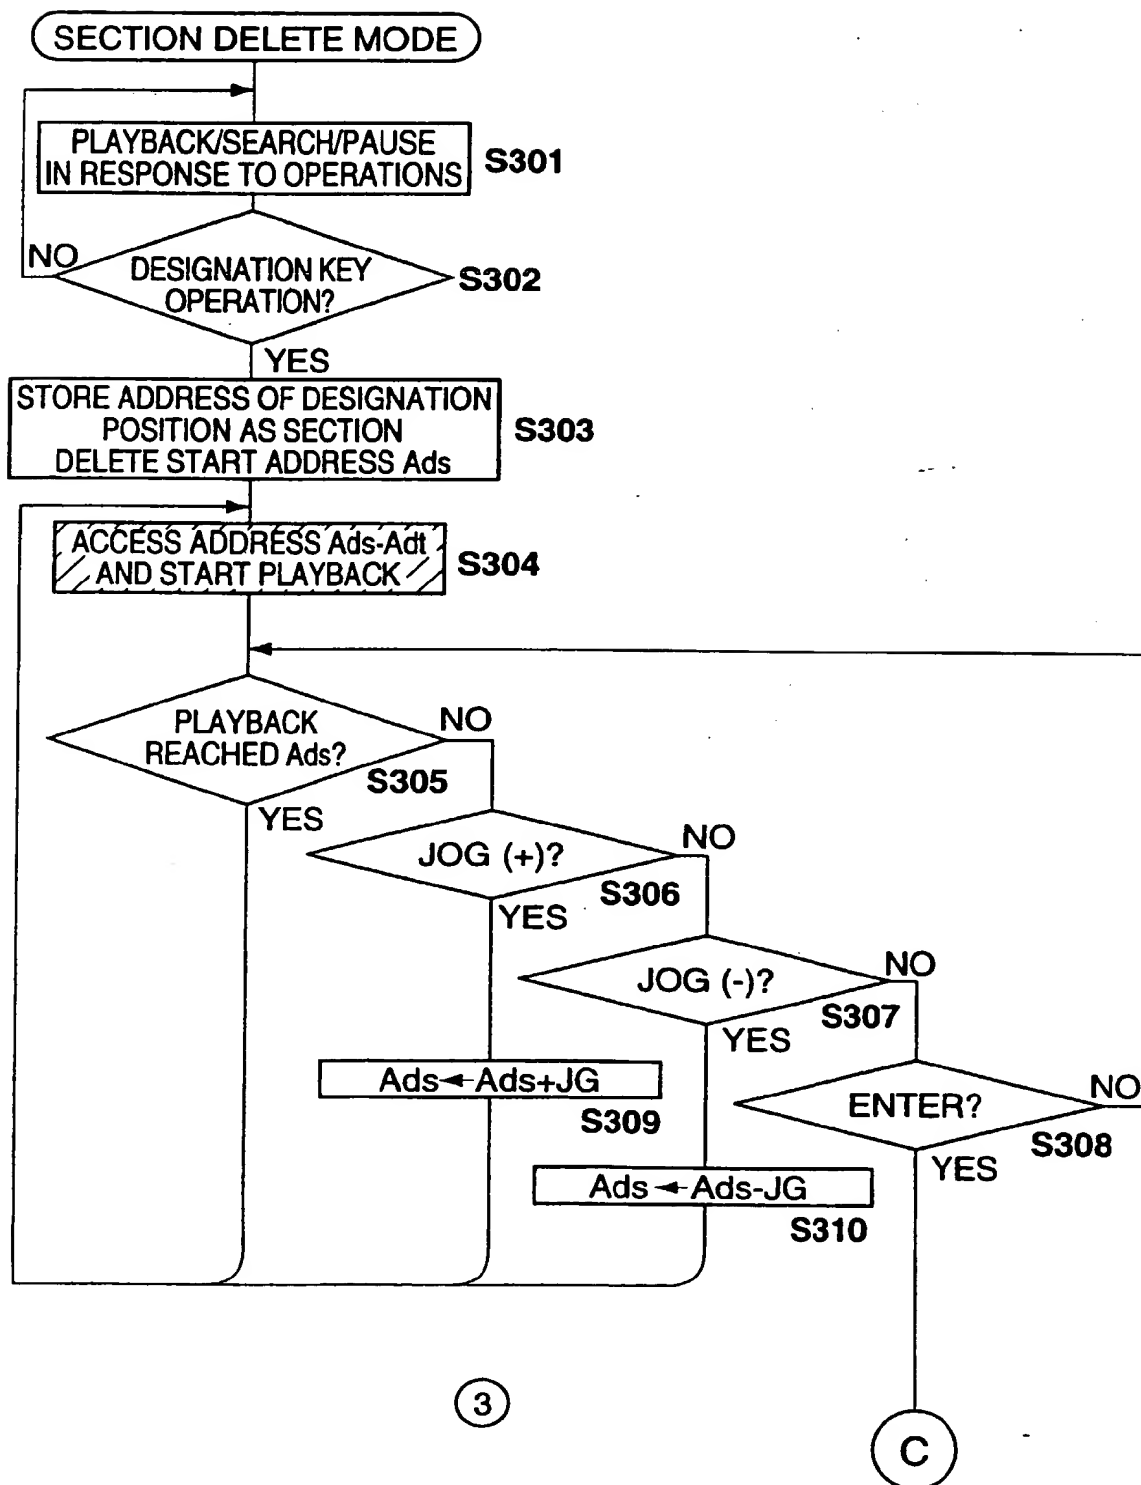 SECTION DELETE MODE
PLAYBACK/SEARCH/PAUSE
IN RESPONSE TO OPERATIONS
S301
NO
DESIGNATION KEY
OPERATION?
S302
YES
STORE ADDRESS OF DESIGNATION
POSITION AS SECTION
DELETE START ADDRESS Ads
S303
ACCESS ADDRESS Ads-Adt
AND START PLAYBACK
S304
PLAYBACK
REACHED Ads?
NO
S305
YES
JOG (+)?
NO
S306
YES
JOG (-)?
NO
S307
YES
Ads←Ads+JG
S309
ENTER?
NO
S308
YES
Ads←Ads-JG
S310
3
C